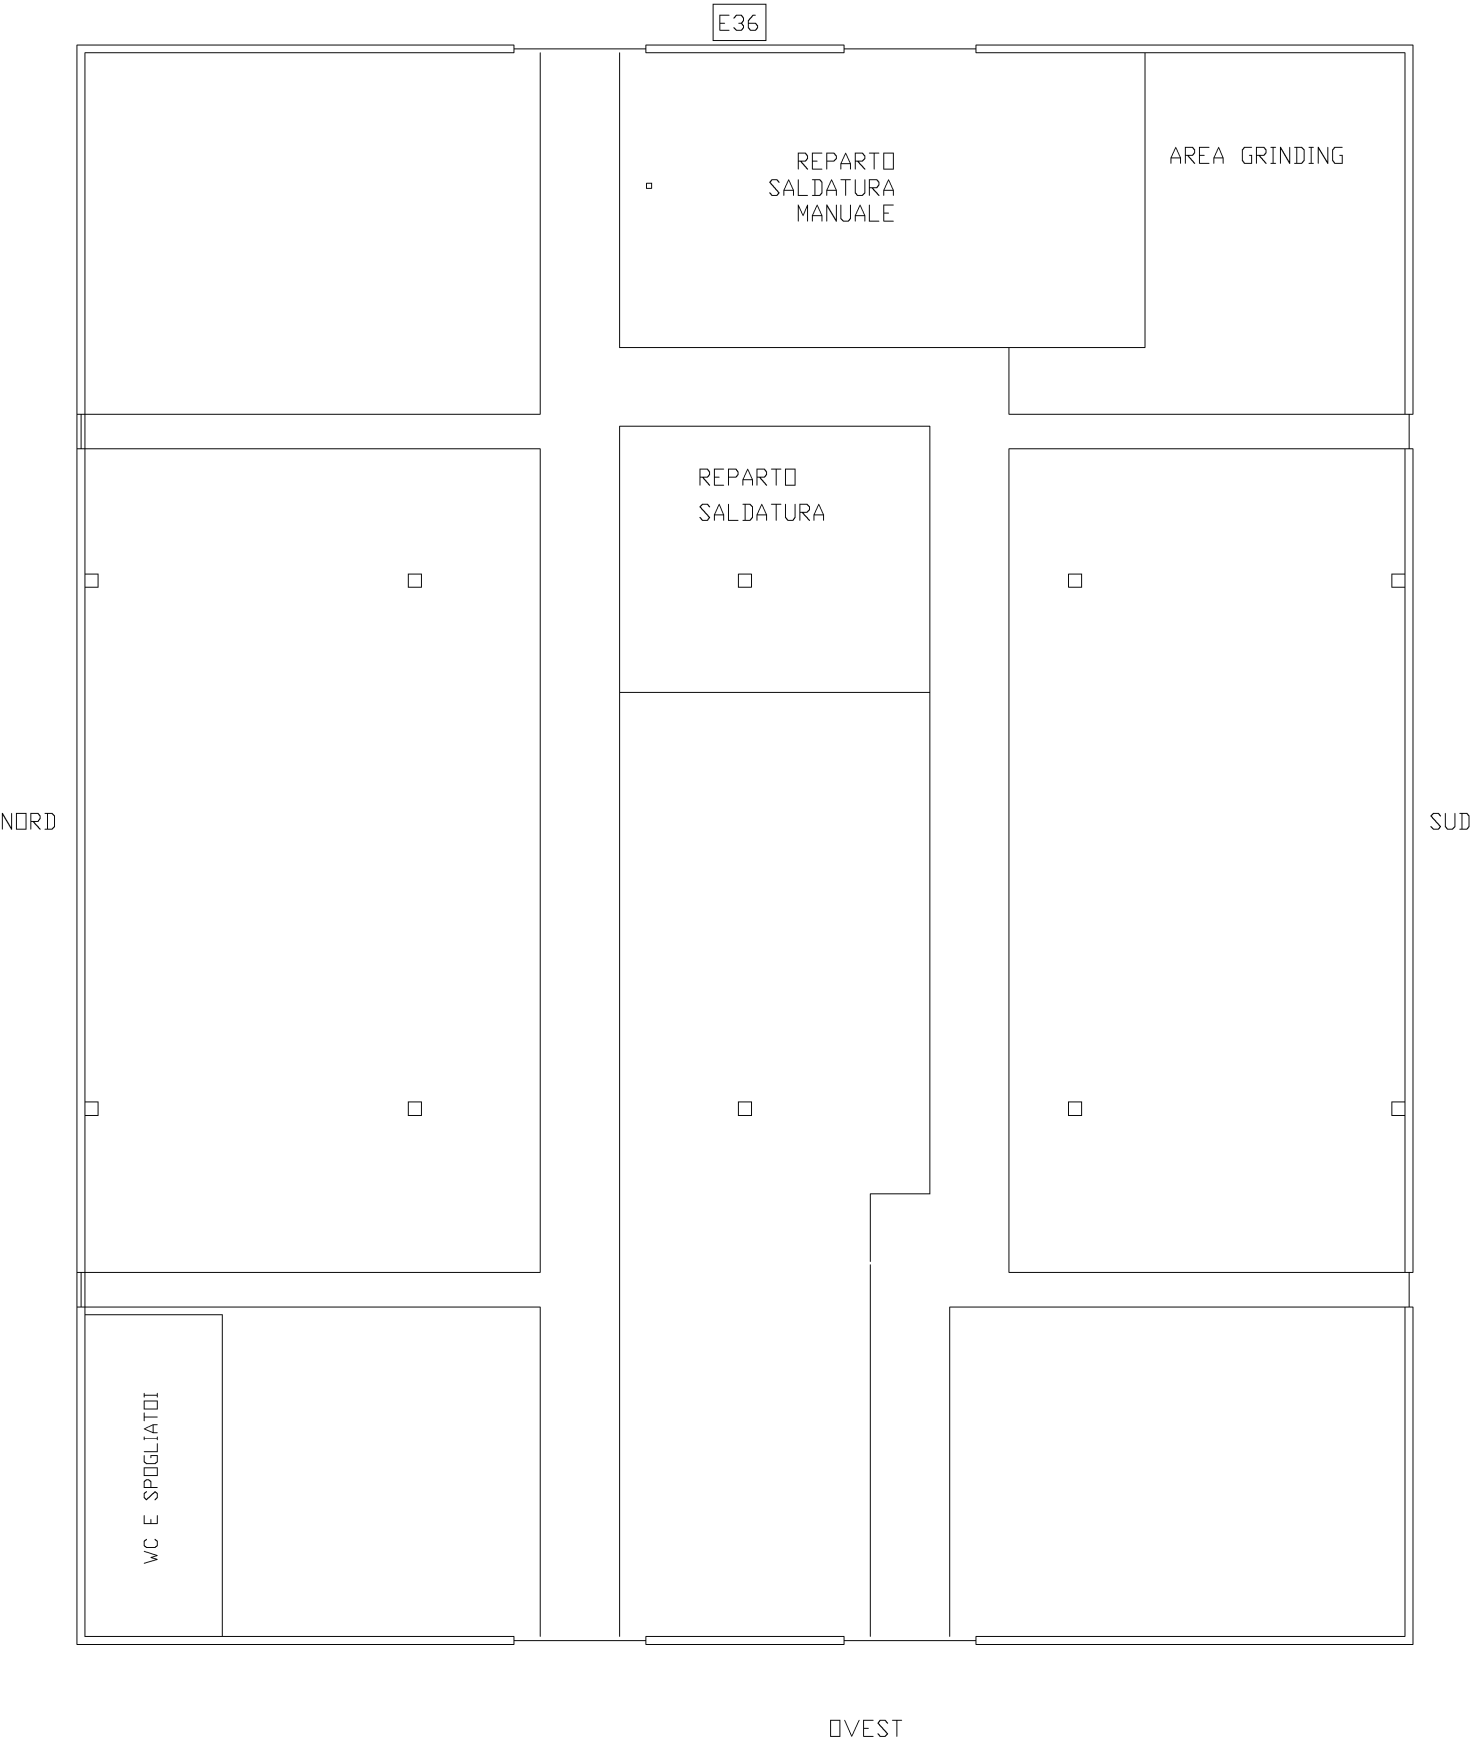 E36
REPARTO
SALDATURA
MANUALE
AREA GRINDING
REPARTO
SALDATURA
NORD
SUD
WC E SPOGLIATOI
OVEST